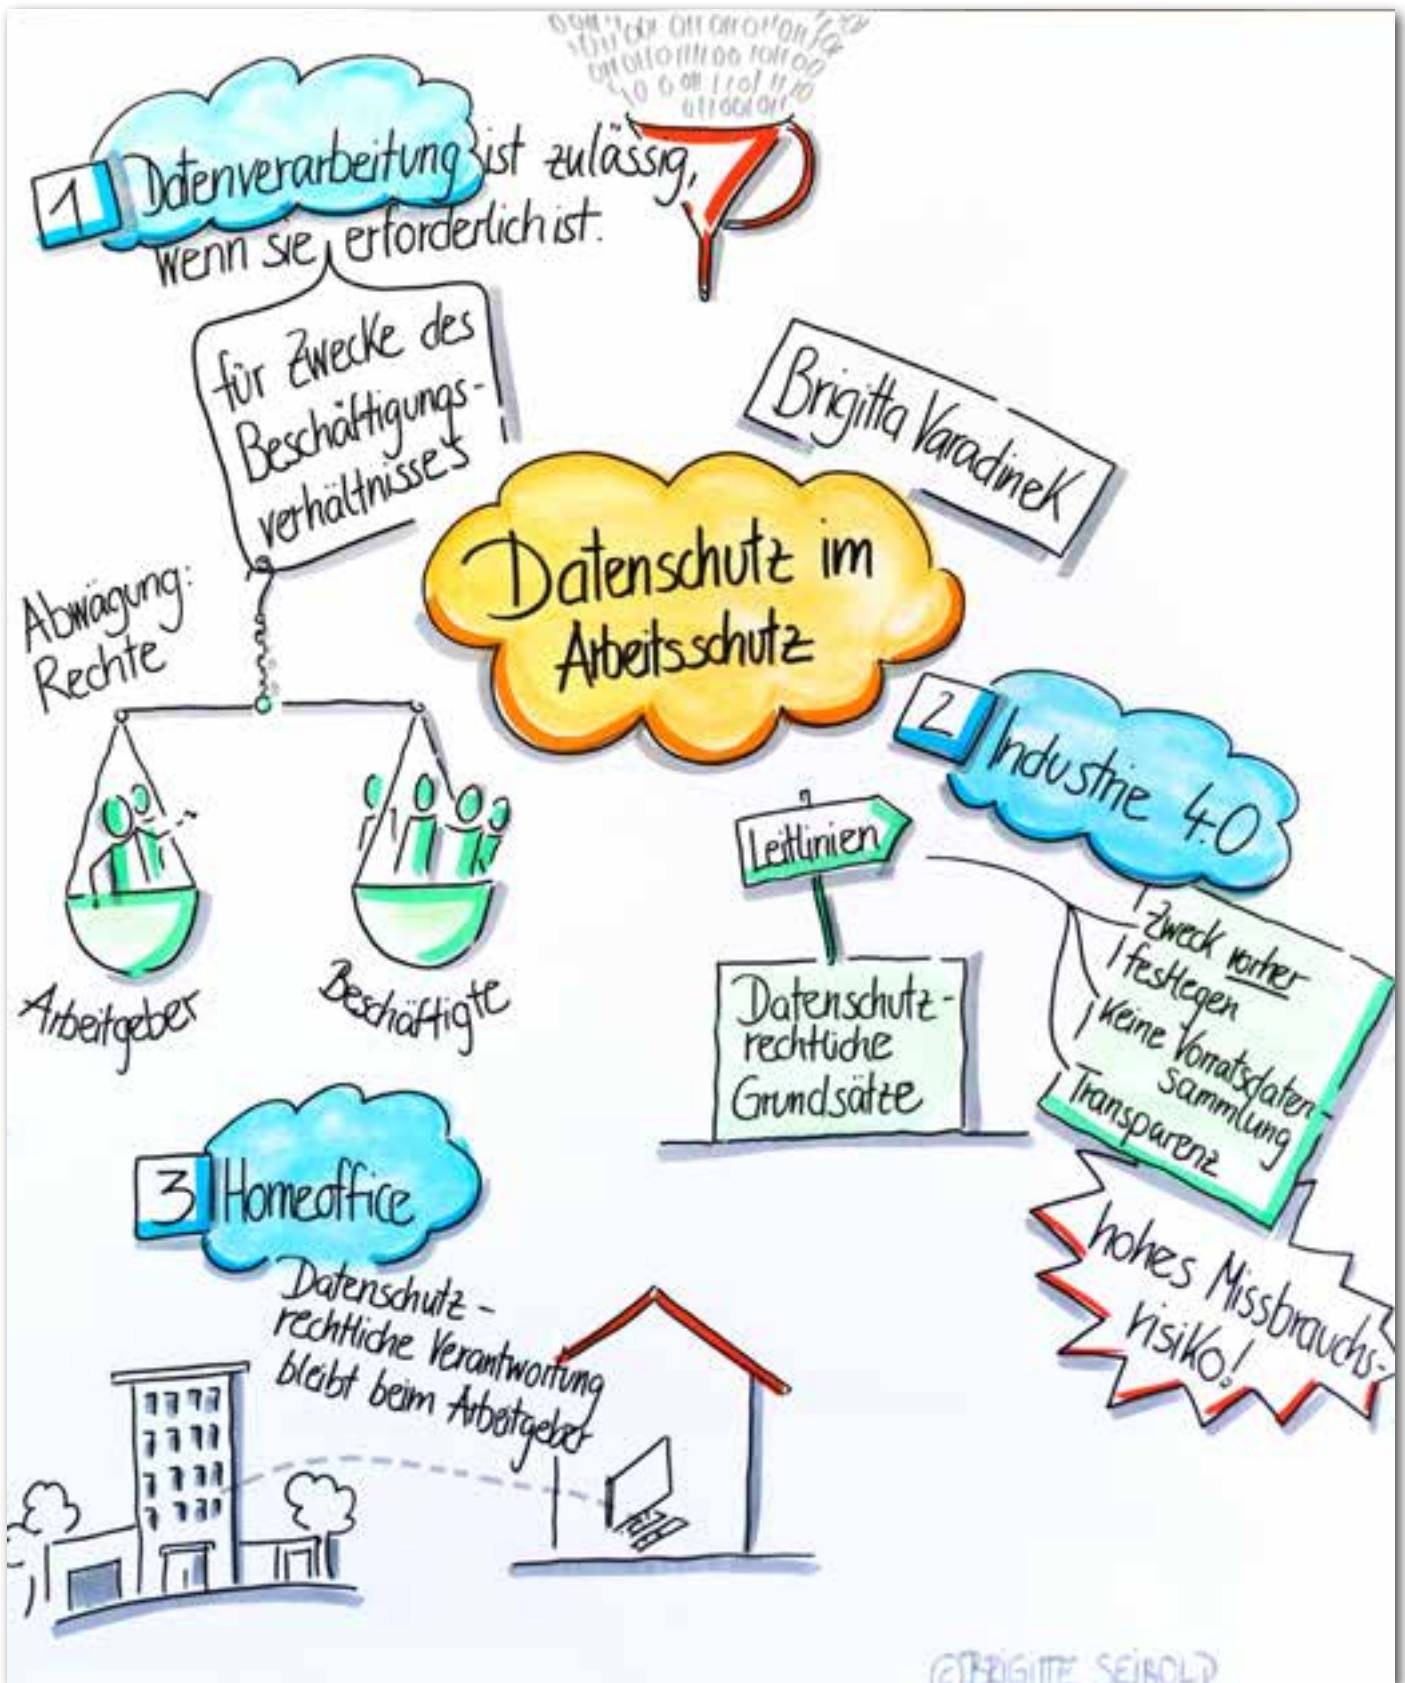 1 Datenverarbeitung ist zulässig,
wenn sie erforderlich ist.
für Zwecke des
Beschäftigungs-
verhältnisses
Brigitta Varadinek
Datenschutz im
Arbeitsschutz
Abwägung:
Rechte
Arbeitgeber
Beschäftigte
2 Industrie 4.0
Leitlinien
Datenschutz-
rechtliche
Grundsätze
Zweck vorher
festlegen
Keine Vorratsdaten-
sammlung
Transparenz
hohes Missbrauchs-
risiko!
3 Homeoffice
Datenschutz-
rechtliche Verantwortung
bleibt beim Arbeitgeber
©BRIGITTE SEIBOLD